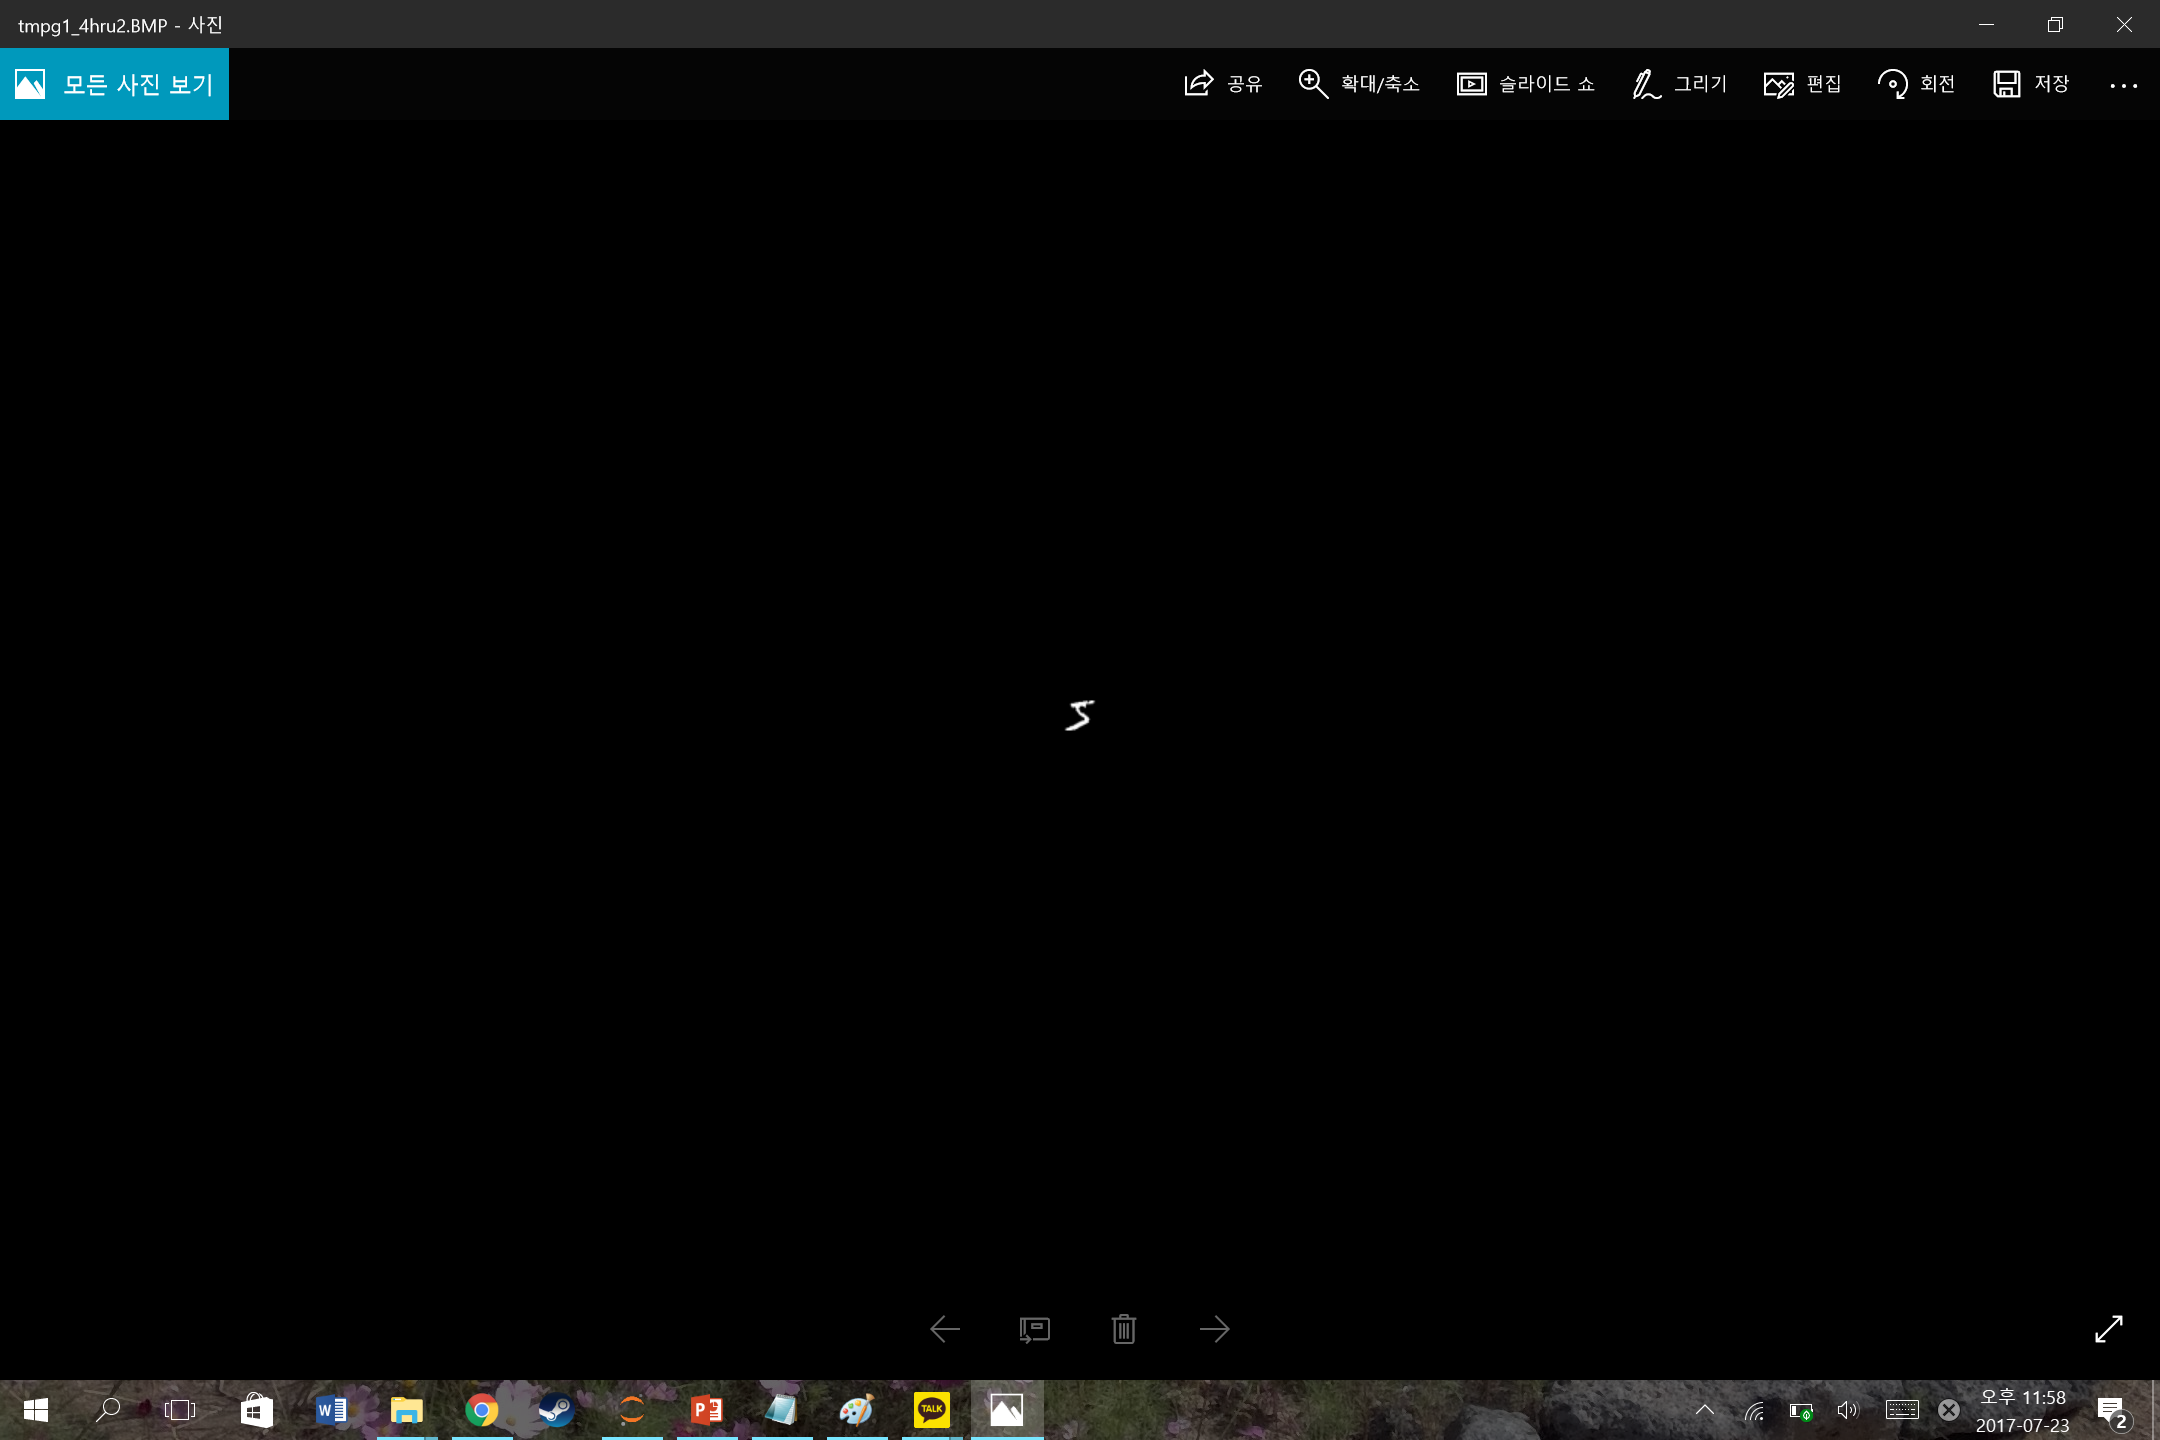 tmpg1_4hru2.BMP - 사진
모든 사진 보기
공유
확대/축소
슬라이드 쇼
그리기
편집
회전
저장
5
W
P
TALK
오후 11:58
2017-07-23
2